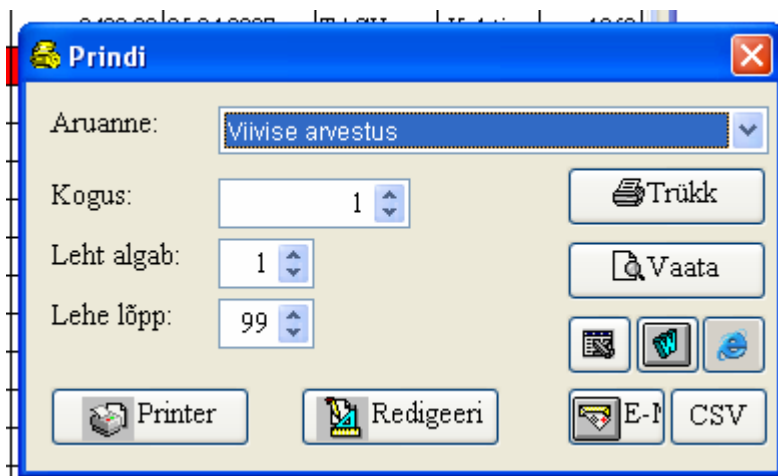 Prindi
Aruanne:
Viivise arvestus
Kogus:
1
Trükk
Leht algab:
1
Vaata
Lehe lõpp:
99
Printer
Redigeeri
CSV